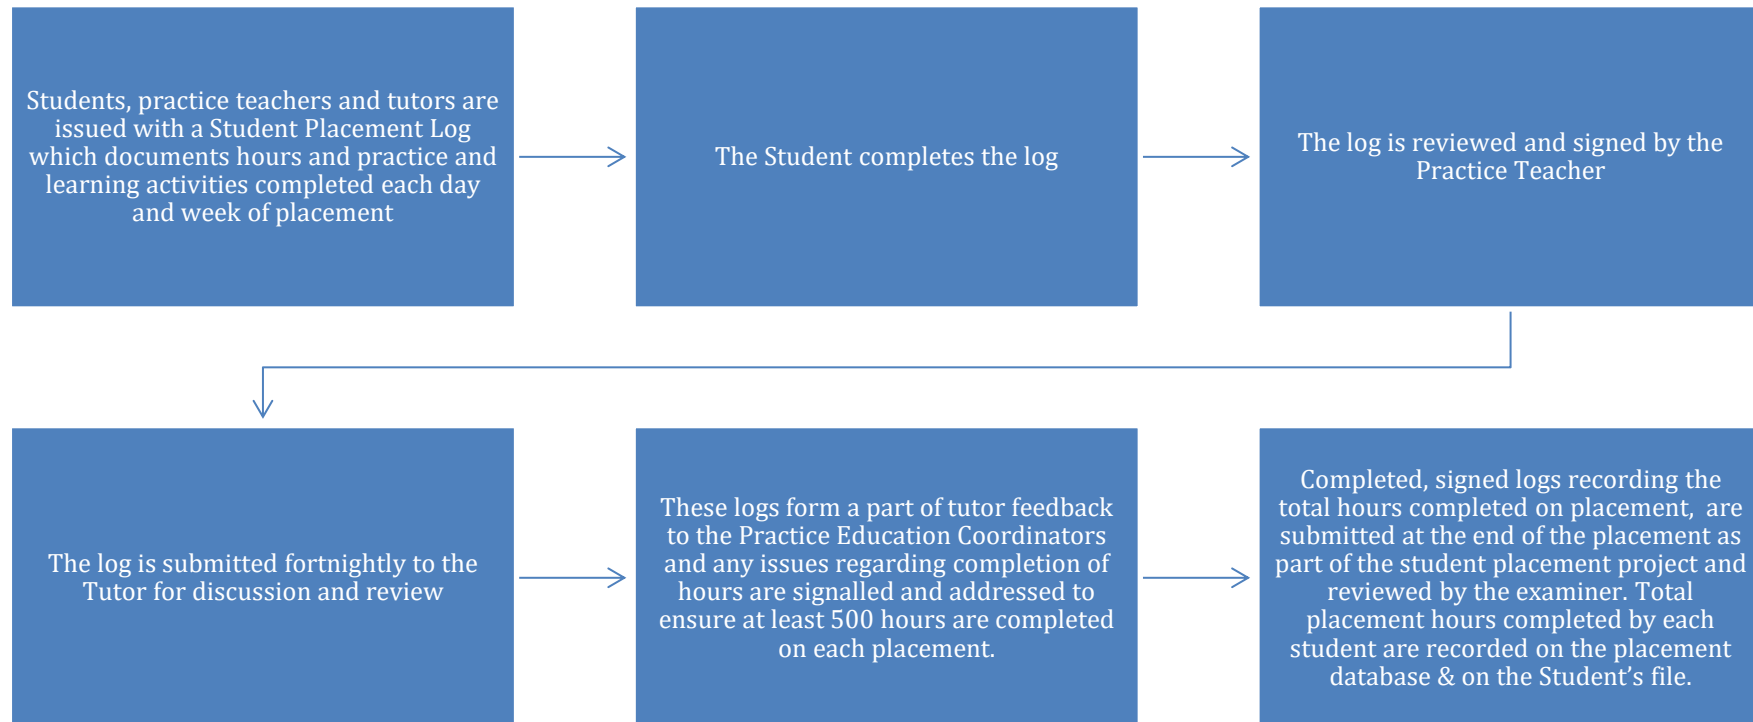 Students, practice teachers and tutors are
issued with a Student Placement Log
which documents hours and practice and
learning activities completed each day
and week of placement
The Student completes the log
The log is reviewed and signed by the
Practice Teacher
The log is submitted fortnightly to the
Tutor for discussion and review
These logs form a part of tutor feedback
to the Practice Education Coordinators
and any issues regarding completion of
hours are signalled and addressed to
ensure at least 500 hours are completed
on each placement.
Completed, signed logs recording the
total hours completed on placement, are
submitted at the end of the placement as
part of the student placement project and
reviewed by the examiner. Total
placement hours completed by each
student are recorded on the placement
database & on the Student’s file.